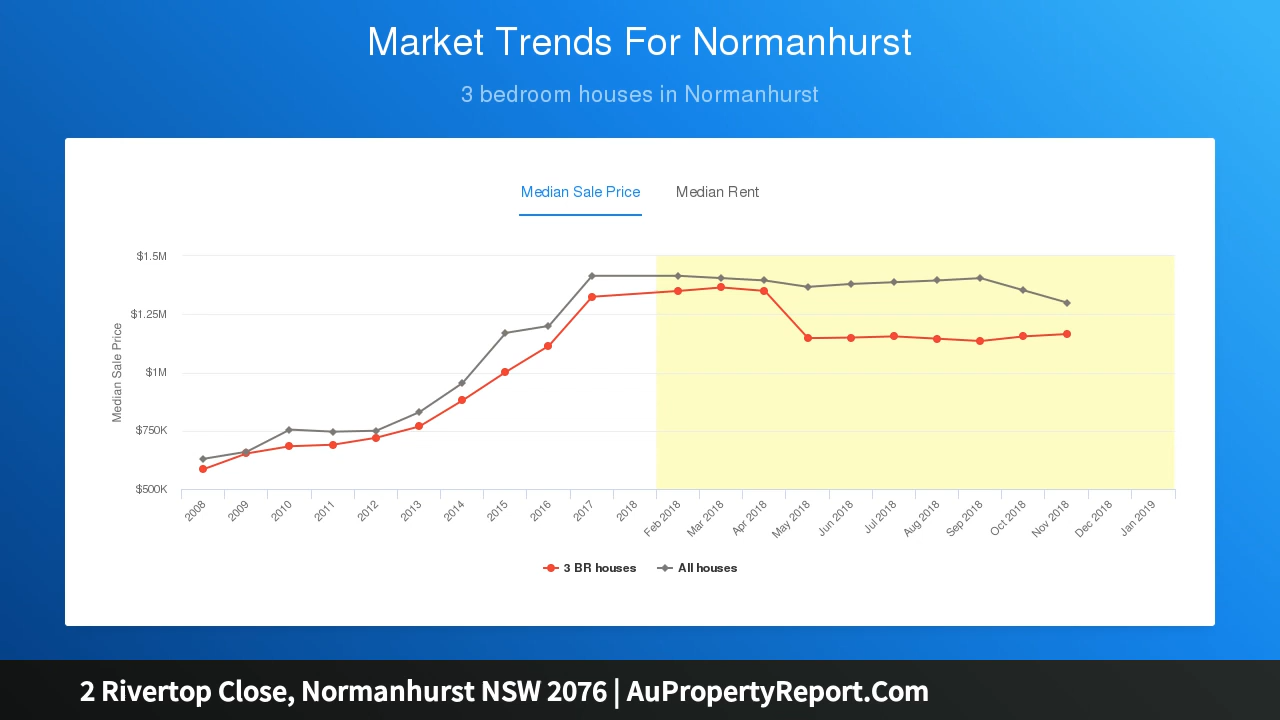 Market Trends For Normanhurst
3 bedroom houses in Normanhurst
Median Sale Price Median Rent
Median Sale Price
$1.5M
$1.25M
$1M
$750K
$500K
2008 2009 2010 2011 2012 2013 2014 2015 2016 2017 2018 Feb 2018 Mar 2018 Apr 2018 May 2018 Jun 2018 Jul 2018 Aug 2018 Sep 2018 Oct 2018 Nov 2018 Dec 2018 Jan 2019
3 BR houses All houses
2 Rivertop Close, Normanhurst NSW 2076 | AuPropertyReport.Com